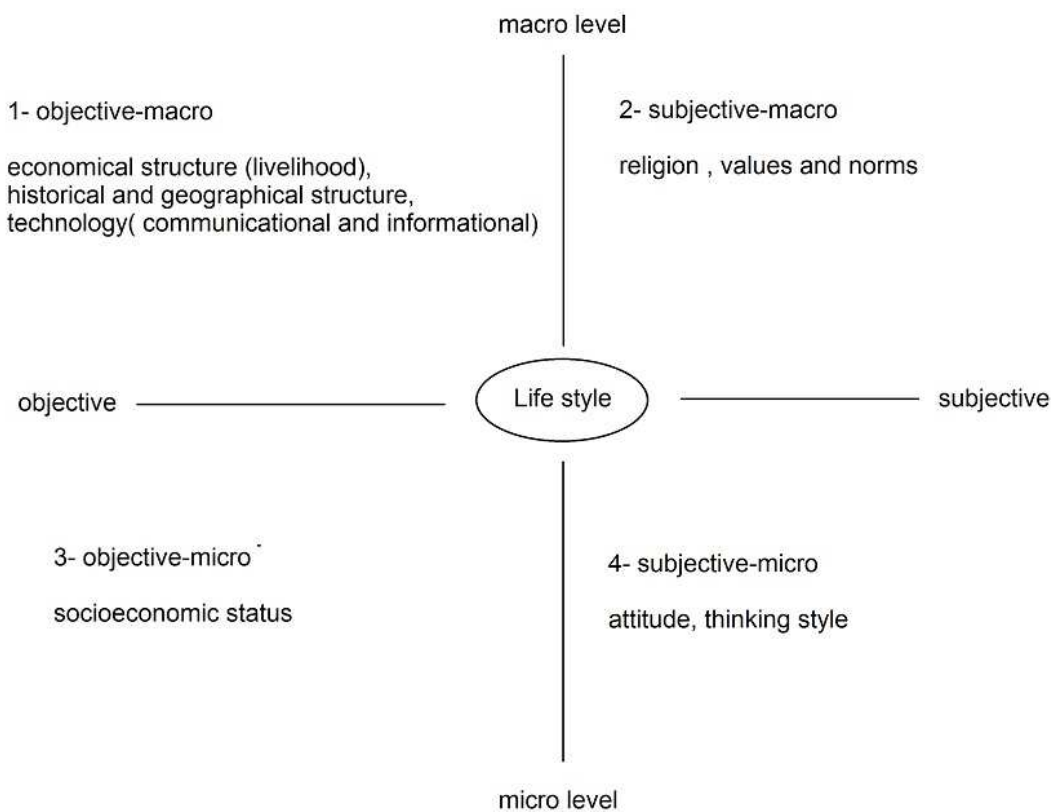 macro level
1- objective-macro
economical structure (livelihood),
historical and geographical structure,
technology( communicational and informational)
2- subjective-macro
religion , values and norms
objective
Life style
subjective
3- objective-micro
socioeconomic status
4- subjective-micro
attitude, thinking style
micro level